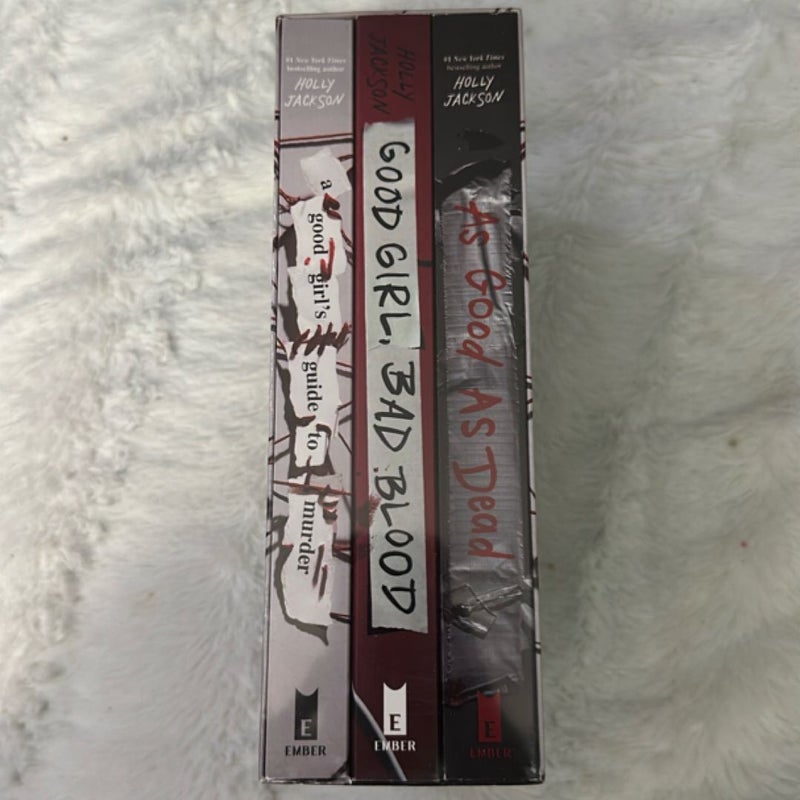 #1 New York Times
bestselling author
HOLLY
JACKSON
a
good girl's
guide to
murder
E
EMBER
HOLLY
JACKSON
GOOD GIRL, BAD BLOOD
E
EMBER
#1 New York Times
bestselling author
HOLLY
JACKSON
As Good As Dead
E
EMBER